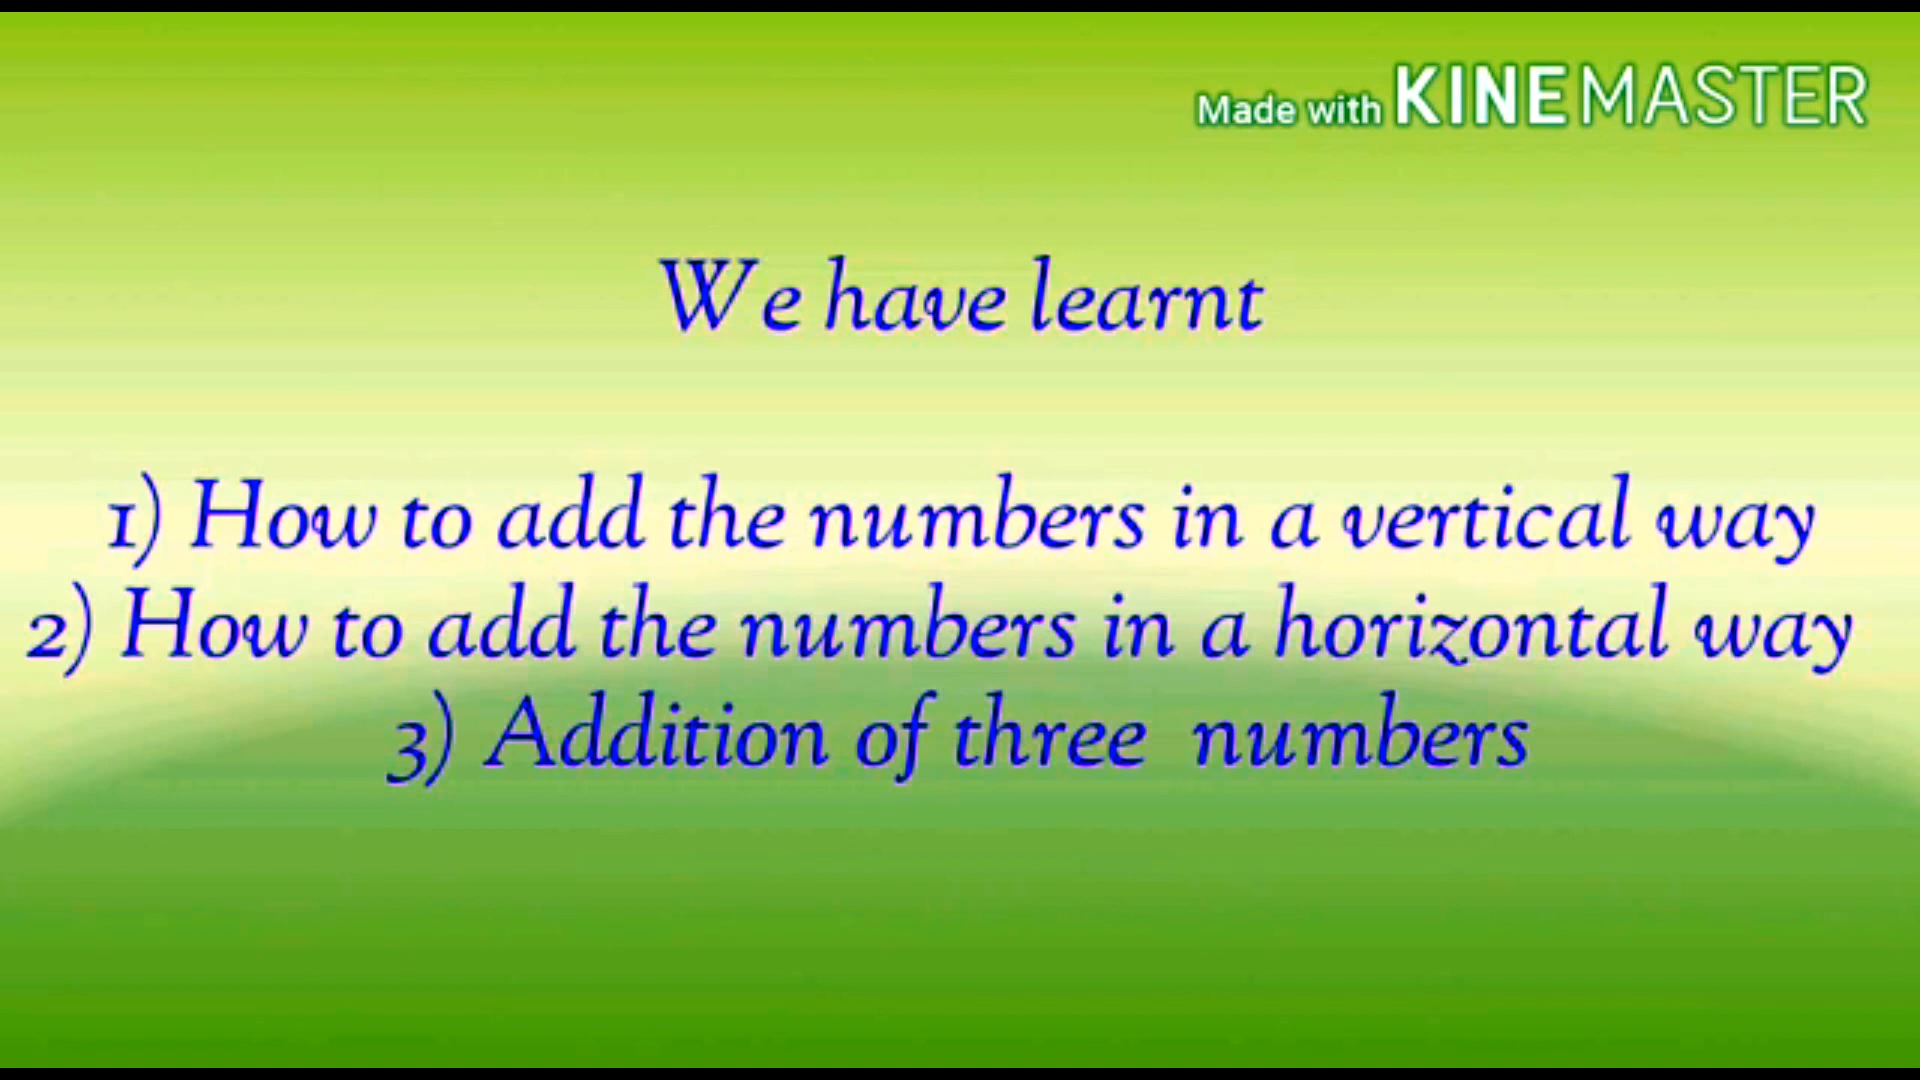 Made with KINEMASTER
We have learnt
1) How to add the numbers in a vertical way
2) How to add the numbers in a horizontal way
3) Addition of three numbers